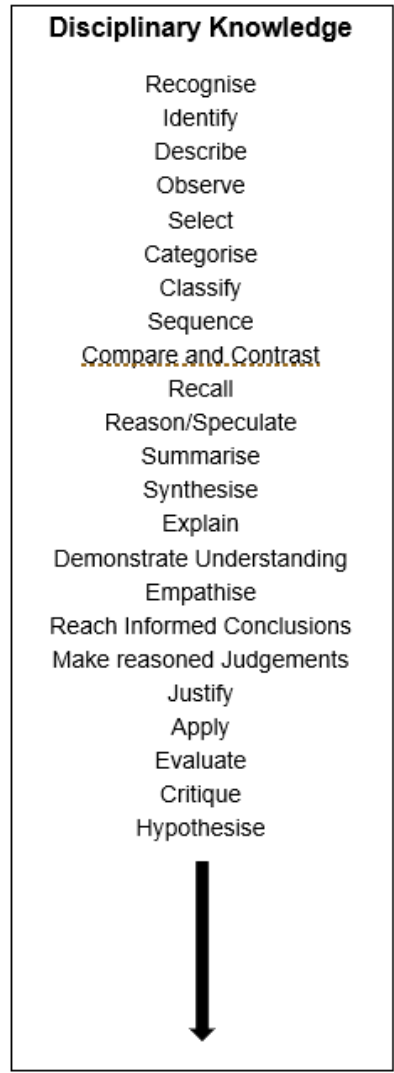 Disciplinary Knowledge
Recognise
Identify
Describe
Observe
Select
Categorise
Classify
Sequence
Compare and Contrast
Recall
Reason/Speculate
Summarise
Synthesise
Explain
Demonstrate Understanding
Empathise
Reach Informed Conclusions
Make reasoned Judgements
Justify
Apply
Evaluate
Critique
Hypothesise